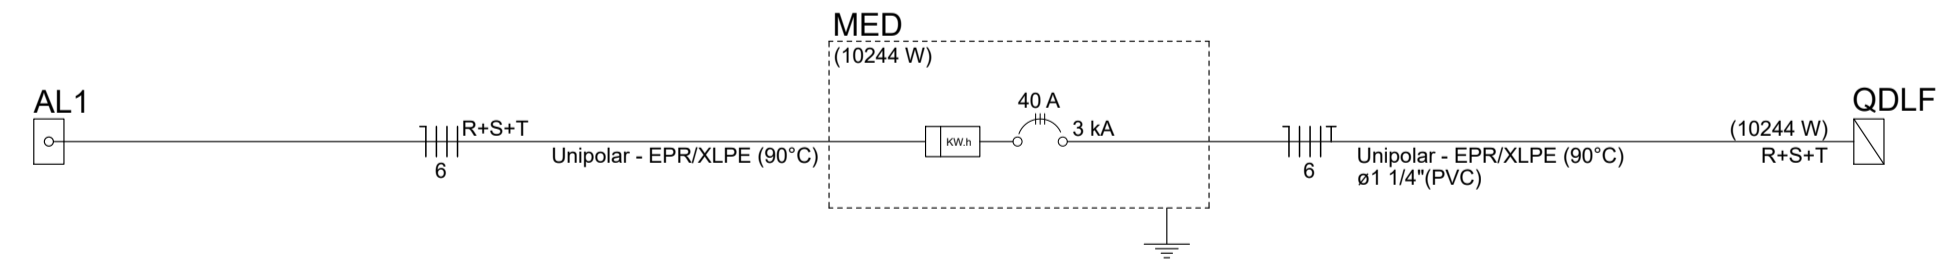 MED
(10244 W)
AL1
R+S+T
6
Unipolar - EPR/XLPE (90°C)
KW.h
40 A
3 kA
6
Unipolar - EPR/XLPE (90°C)
ø1 1/4"(PVC)
QDLF
(10244 W)
R+S+T